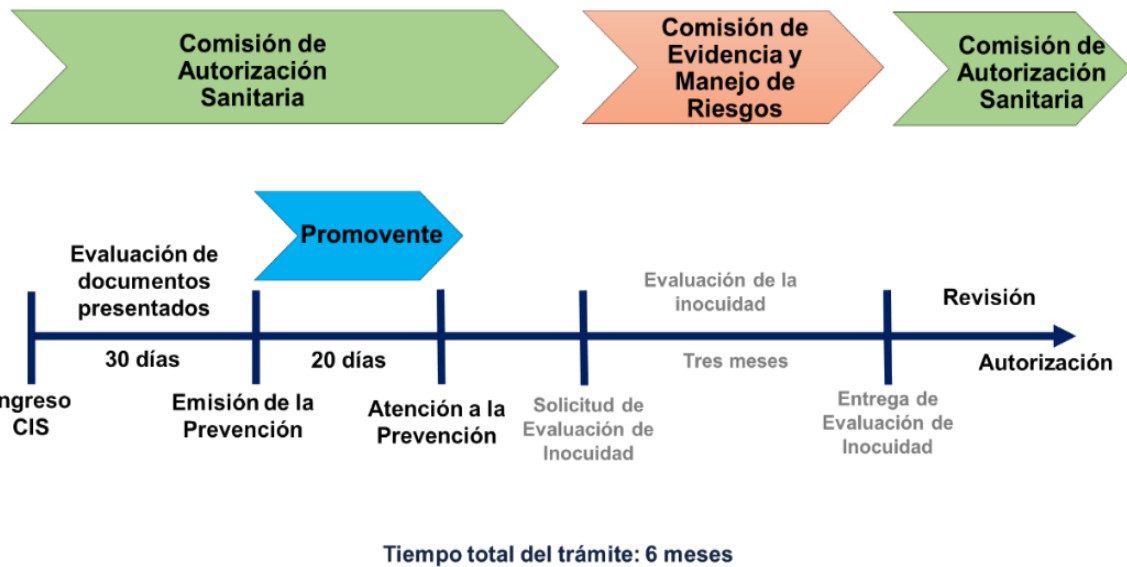 Comisión de
Autorización
Sanitaria
Comisión de
Evidencia y
Manejo de
Riesgos
Comisión de
Autorización
Sanitaria
Promovente
Evaluación de
documentos
presentados
Evaluación de la
inocuidad
Revisión
30 días
20 días
Tres meses
Autorización
ngreso
CIS
Emisión de la
Prevención
Atención a la
Prevención
Solicitud de
Evaluación de
Inocuidad
Entrega de
Evaluación de
Inocuidad
Tiempo total del trámite: 6 meses